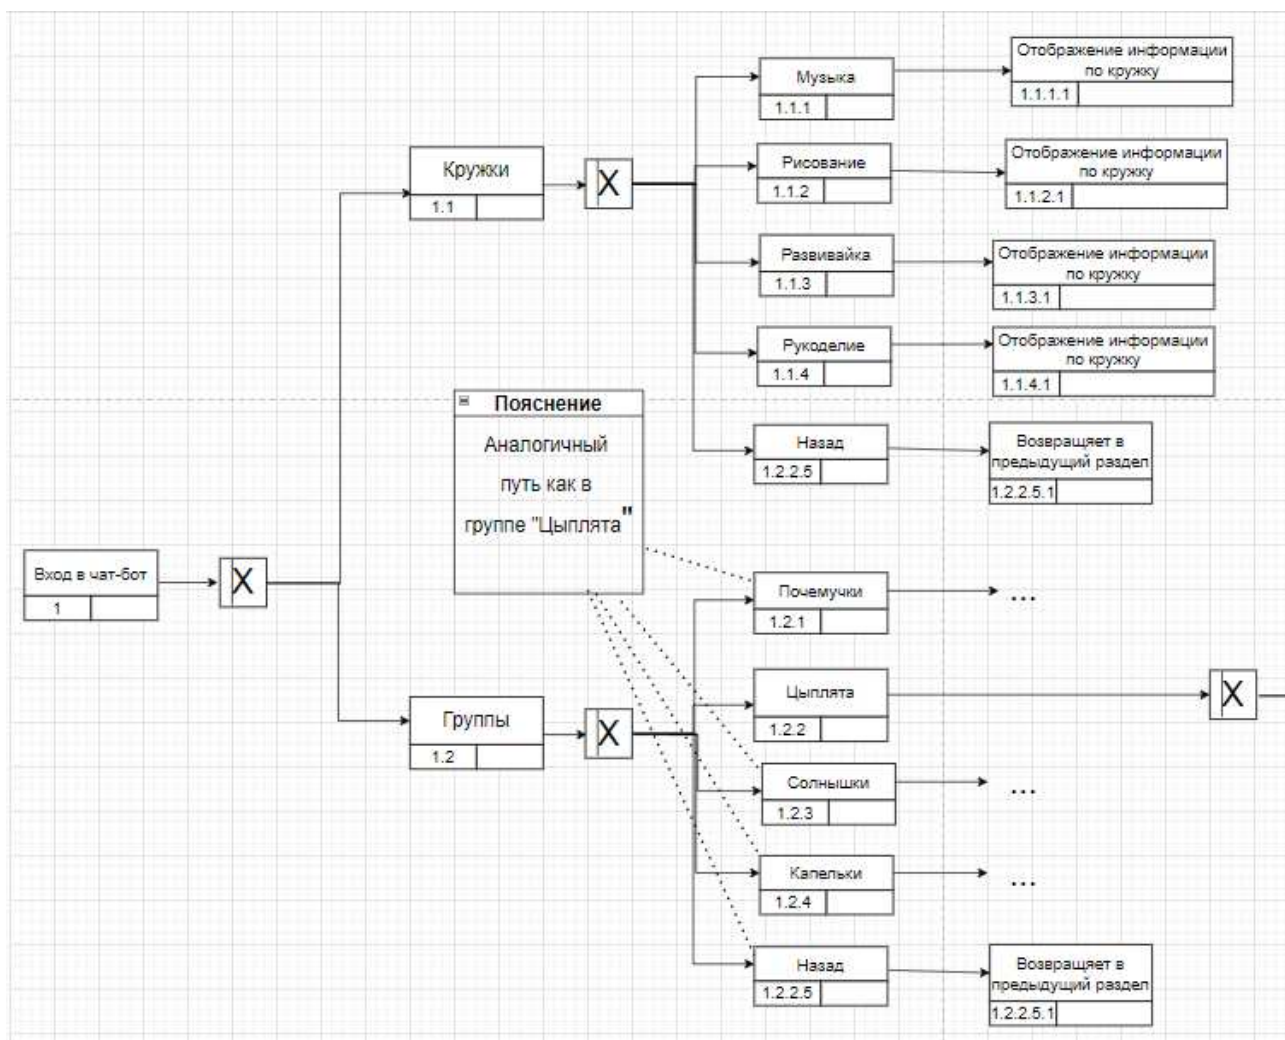 Вход в чат-бот
1
X
Кружки
1.1
X
Музыка
1.1.1
Отображение информации
по кружку
1.1.1.1
Рисование
1.1.2
Отображение информации
по кружку
1.1.2.1
Развивайка
1.1.3
Отображение информации
по кружку
1.1.3.1
Рукоделие
1.1.4
Отображение информации
по кружку
1.1.4.1
Назад
1.2.2.5
Возвращяет в
предыдущий раздел
1.2.2.5.1
Пояснение
Аналогичный
путь как в
группе "Цыплята"
Группы
1.2
X
Почемучки
1.2.1
...
Цыплята
1.2.2
X
Солнышки
1.2.3
...
Капельки
1.2.4
...
Назад
1.2.2.5
Возвращяет в
предыдущий раздел
1.2.2.5.1